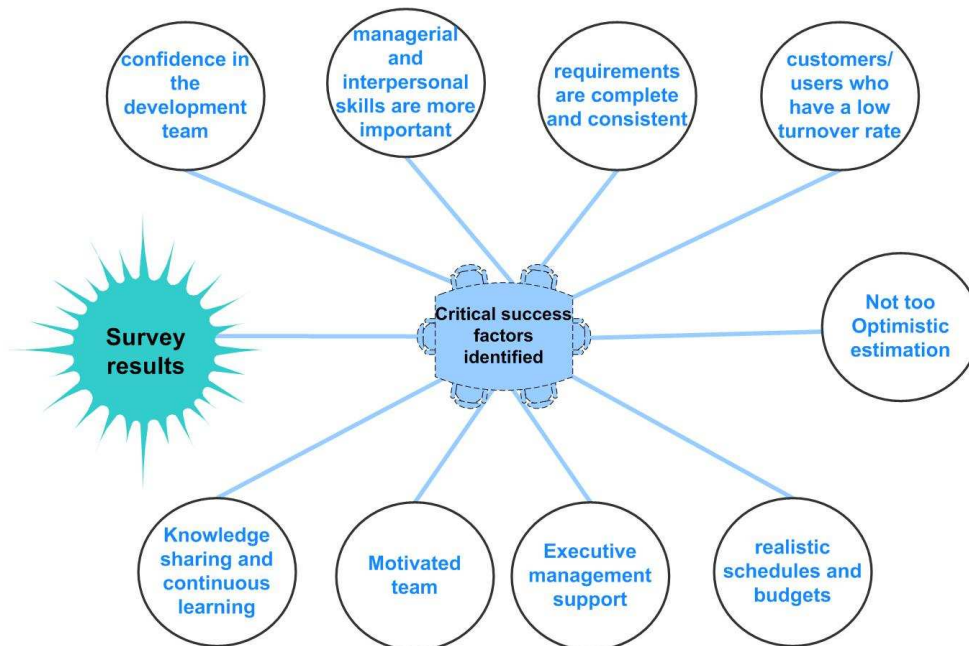 confidence in
the
development
team
managerial
and
interpersonal
skills are more
important
requirements
are complete
and consistent
customers/
users who
have a low
turnover rate
Survey
results
Critical success
factors
identified
Not too
Optimistic
estimation
Knowledge
sharing and
continuous
learning
Motivated
team
Executive
management
support
realistic
schedules and
budgets